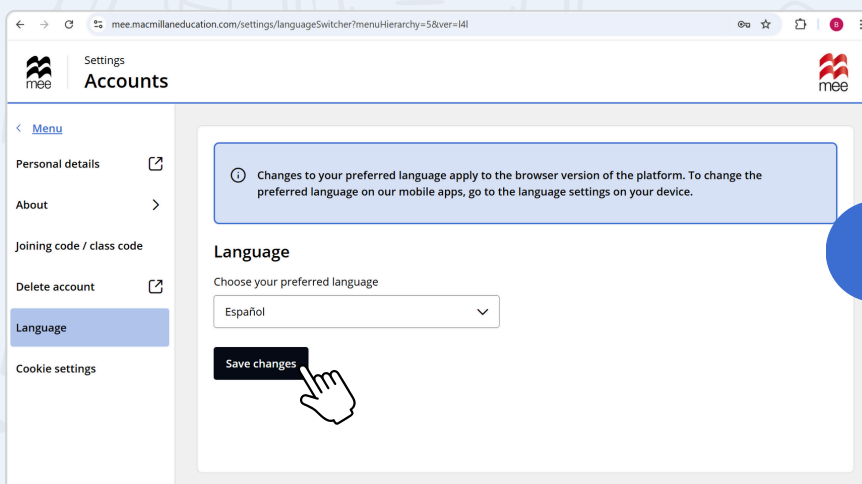 mee.macmillaneducation.com/settings/languageSwitcher?menuHierarchy=5&ver=l4l
B
mee
Settings
Accounts
mee
Menu
Personal details
About
Joining code / class code
Delete account
Language
Cookie settings
Changes to your preferred language apply to the browser version of the platform. To change the
preferred language on our mobile apps, go to the language settings on your device.
Language
Choose your preferred language
Español
Save changes